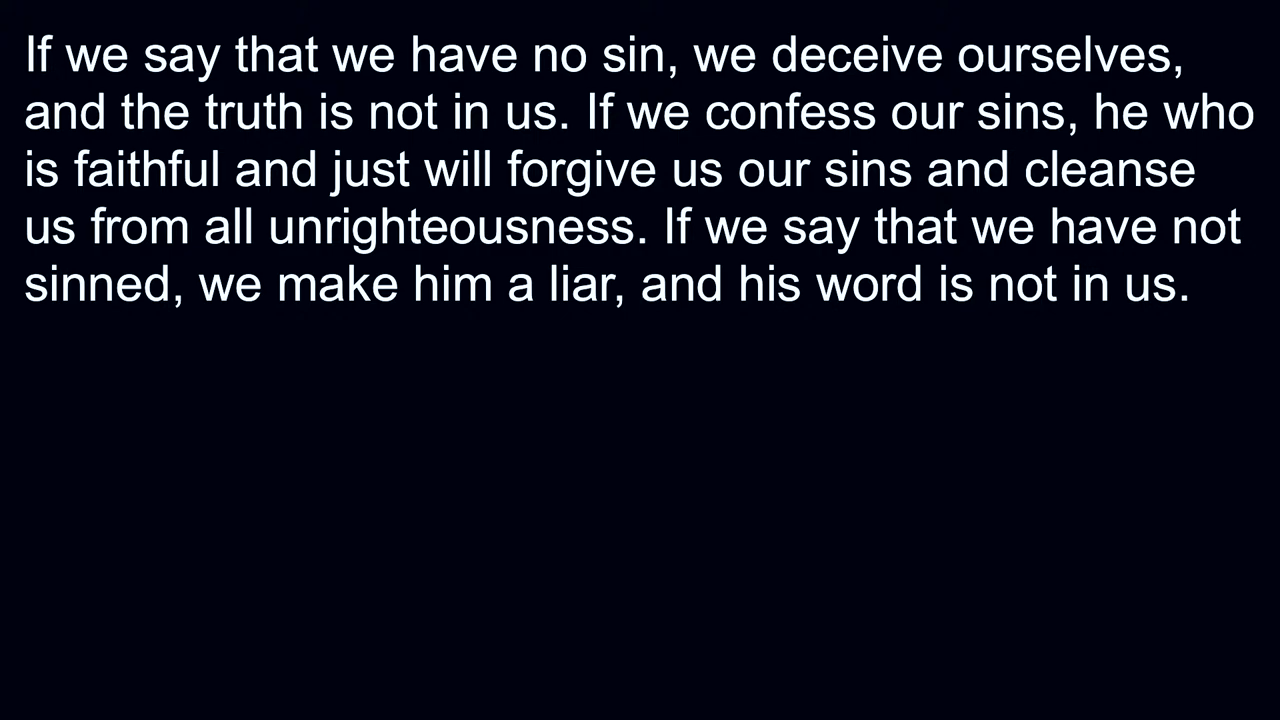 If we say that we have no sin, we deceive ourselves,
and the truth is not in us. If we confess our sins, he who
is faithful and just will forgive us our sins and cleanse
us from all unrighteousness. If we say that we have not
sinned, we make him a liar, and his word is not in us.